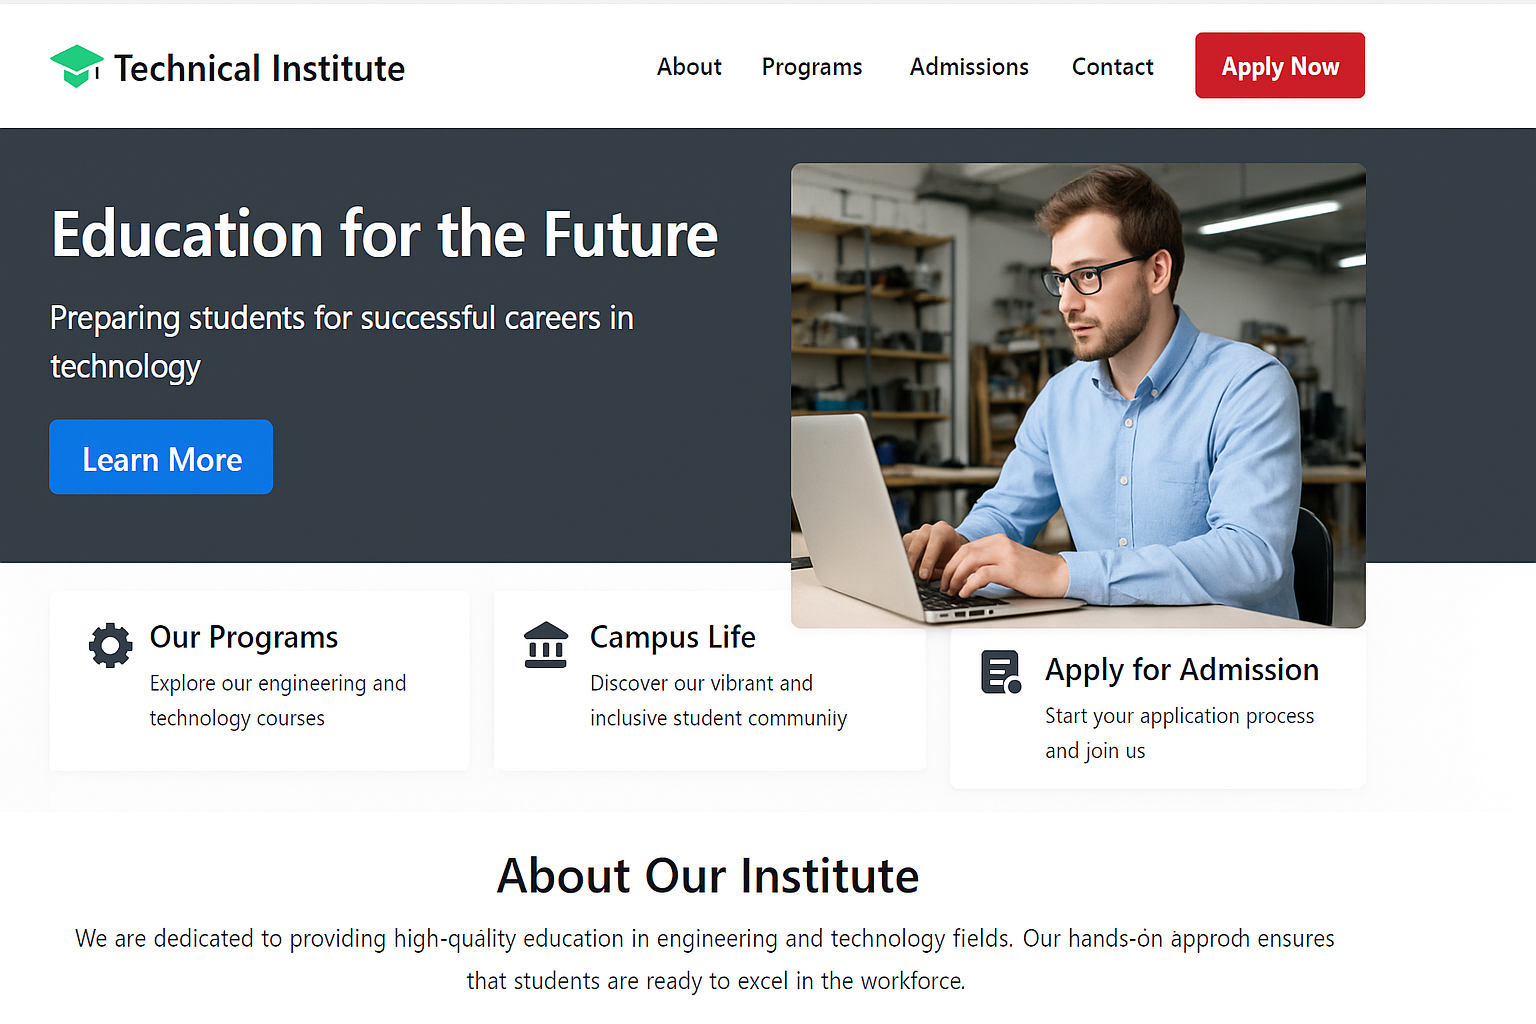 Technical Institute
About
Programs
Admissions
Contact
Apply Now
Education for the Future
Preparing students for successful careers in
technology
Learn More
Our Programs
Explore our engineering and
technology courses
Campus Life
Discover our vibrant and
inclusive student communiiy
Apply for Admission
Start your application process
and join us
About Our Institute
We are dedicated to providing high-quality education in engineering and technology fields. Our hands-on approch ensures
that students are ready to excel in the workforce.